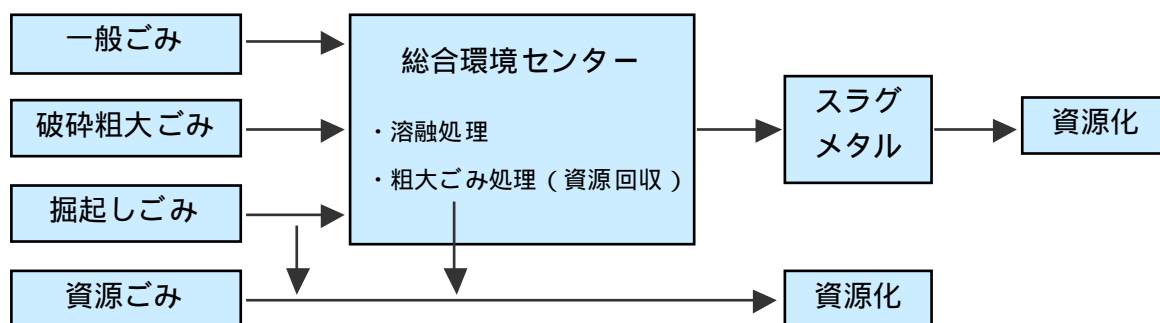 一般ごみ
破砕粗大ごみ
掘起しごみ
資源ごみ
総合環境センター
・溶融処理
・粗大ごみ処理（資源回収）
スラグ
メタル
資源化
資源化